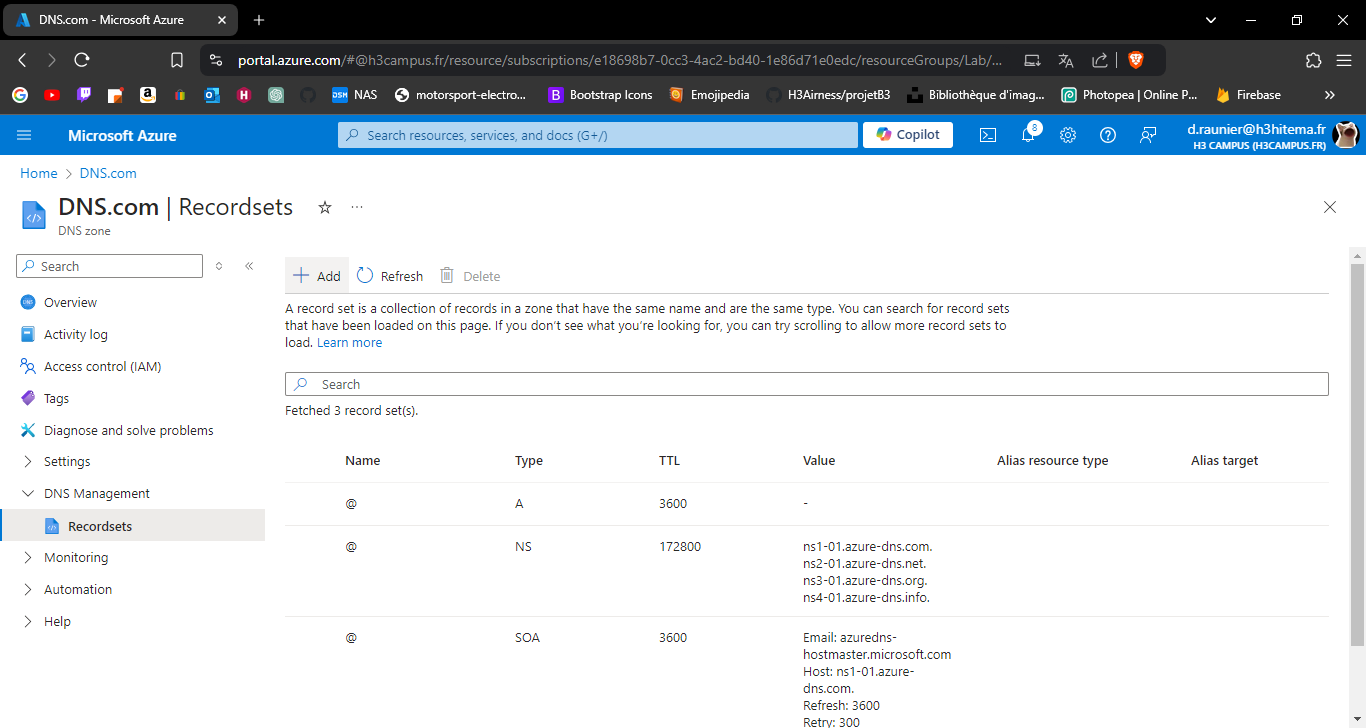 DNS.com - Microsoft Azure
portal.azure.com/#@h3campus.fr/resource/subscriptions/e18698b7-0cc3-4ac2-bd40-1e86d71e0edc/resourceGroups/Lab/...
NAS
motorsport-electro...
Bootstrap Icons
Emojipedia
H3Airness/projetB3
Bibliothèque d'imag...
Photopea | Online P...
Firebase
Microsoft Azure
Search resources, services, and docs (G+/)
Copilot
8
d.raunier@h3hitema.fr
H3 CAMPUS (H3CAMPUS.FR)
Home > DNS.com
DNS.com | Recordsets
DNS zone
Search
Overview
Activity log
Access control (IAM)
Tags
Diagnose and solve problems
Settings
DNS Management
Recordsets
Monitoring
Automation
Help
Add
Refresh
Delete
A record set is a collection of records in a zone that have the same name and are the same type. You can search for record sets
that have been loaded on this page. If you don't see what you're looking for, you can try scrolling to allow more record sets to
load. Learn more
Search
Fetched 3 record set(s).
Name Type TTL Value Alias resource type Alias target
@ A 3600 -
@ NS 172800 ns1-01.azure-dns.com.
ns2-01.azure-dns.net.
ns3-01.azure-dns.org.
ns4-01.azure-dns.info.
@ SOA 3600 Email: azuredns-
hostmaster.microsoft.com
Host: ns1-01.azure-
dns.com.
Refresh: 3600
Retry: 300